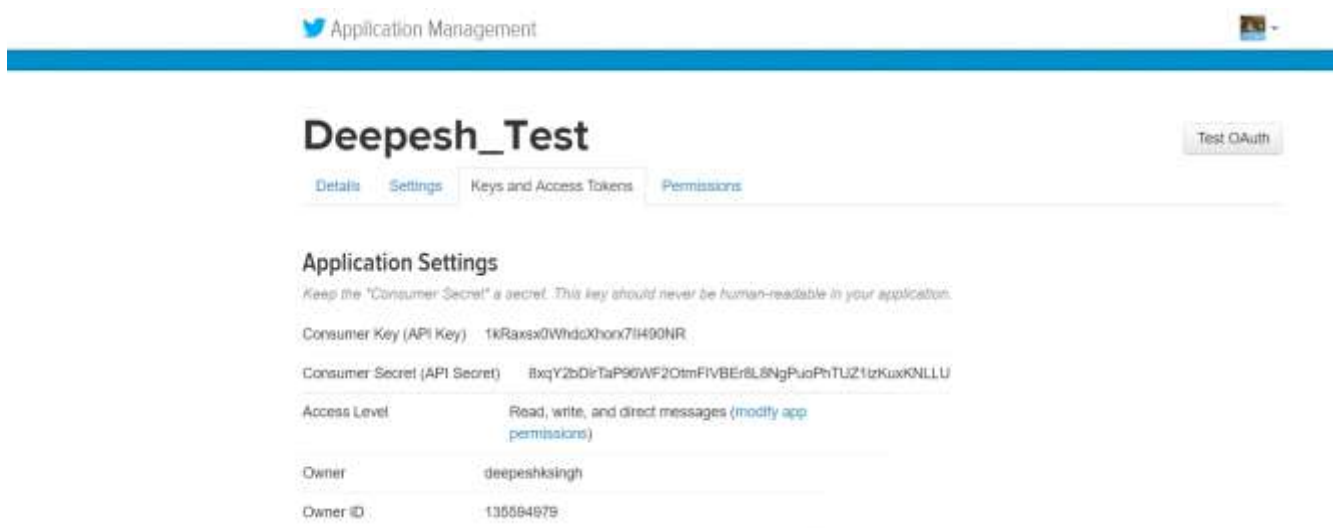 Application Management
Deepesh_Test
Test OAuth
Details Settings Keys and Access Tokens Permissions
Application Settings
Keep the "Consumer Secret" a secret. This key should never be human-readable in your application.
Consumer Key (API Key)
Consumer Secret (API Secret)
Access Level Read, write, and direct messages (modify app
permissions)
Owner deepeshksingh
Owner ID 135594979